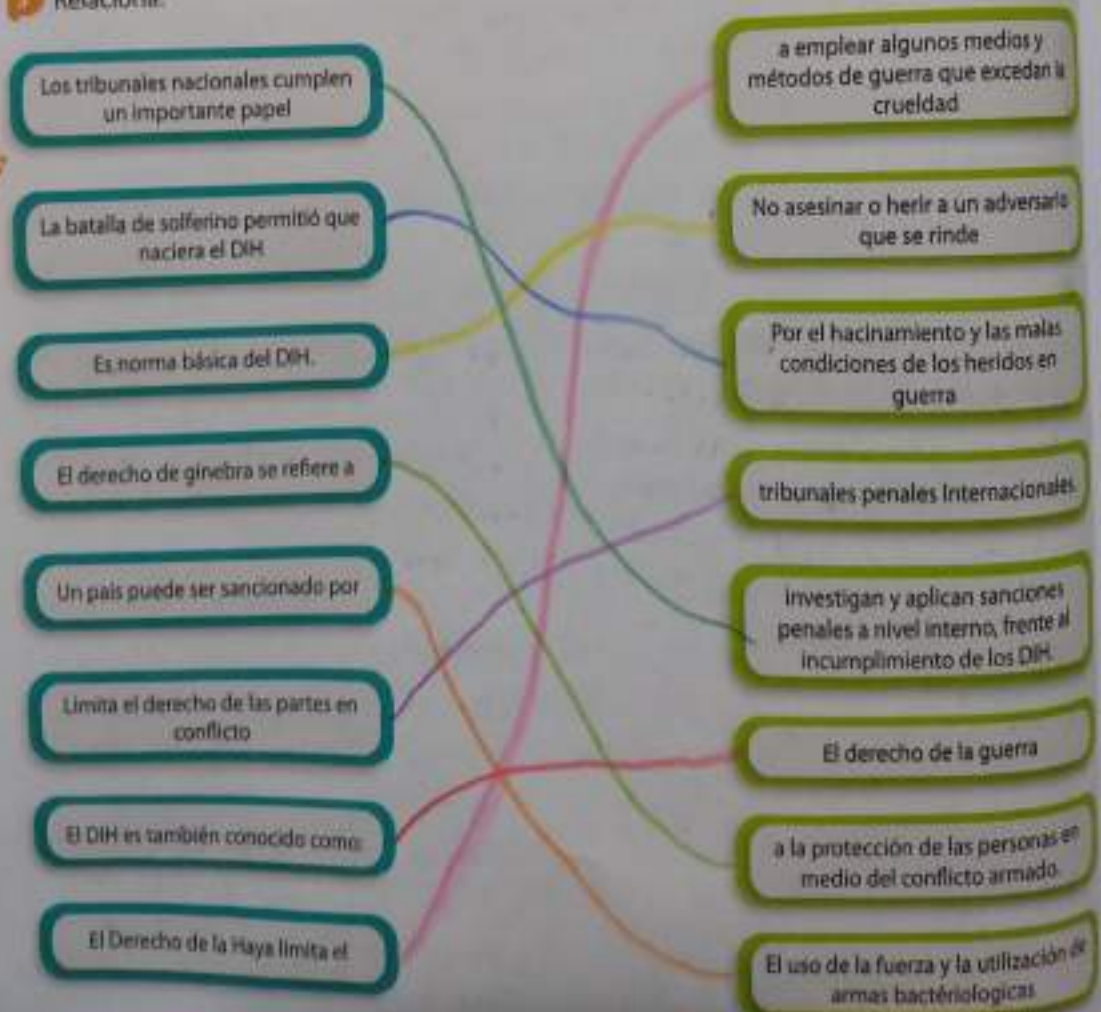 Relacionir.
Los tribunales nacionales cumplen
un importante papel
La batalla de solferino permitió que
naciera el DIH
Es norma básica del DIH.
El derecho de ginebra se refiere a
Un país puede ser sancionado por
Limita el derecho de las partes en
conflicto
El DIH es también conocido como:
El Derecho de la Haya limita el
a emplear algunos medios y
métodos de guerra que excedan la
crueldad
No asesinar o herir a un adversario
que se rinde
Por el hacinamiento y las malas
condiciones de los heridos en
guerra
tribunales penales Internacionales.
investigan y aplican sanciones
penales a nivel interno, frente al
incumplimiento de los DIH.
El derecho de la guerra
a la protección de las personas en
medio del conflicto armado.
El uso de la fuerza y la utilización de
armas bactériologicas